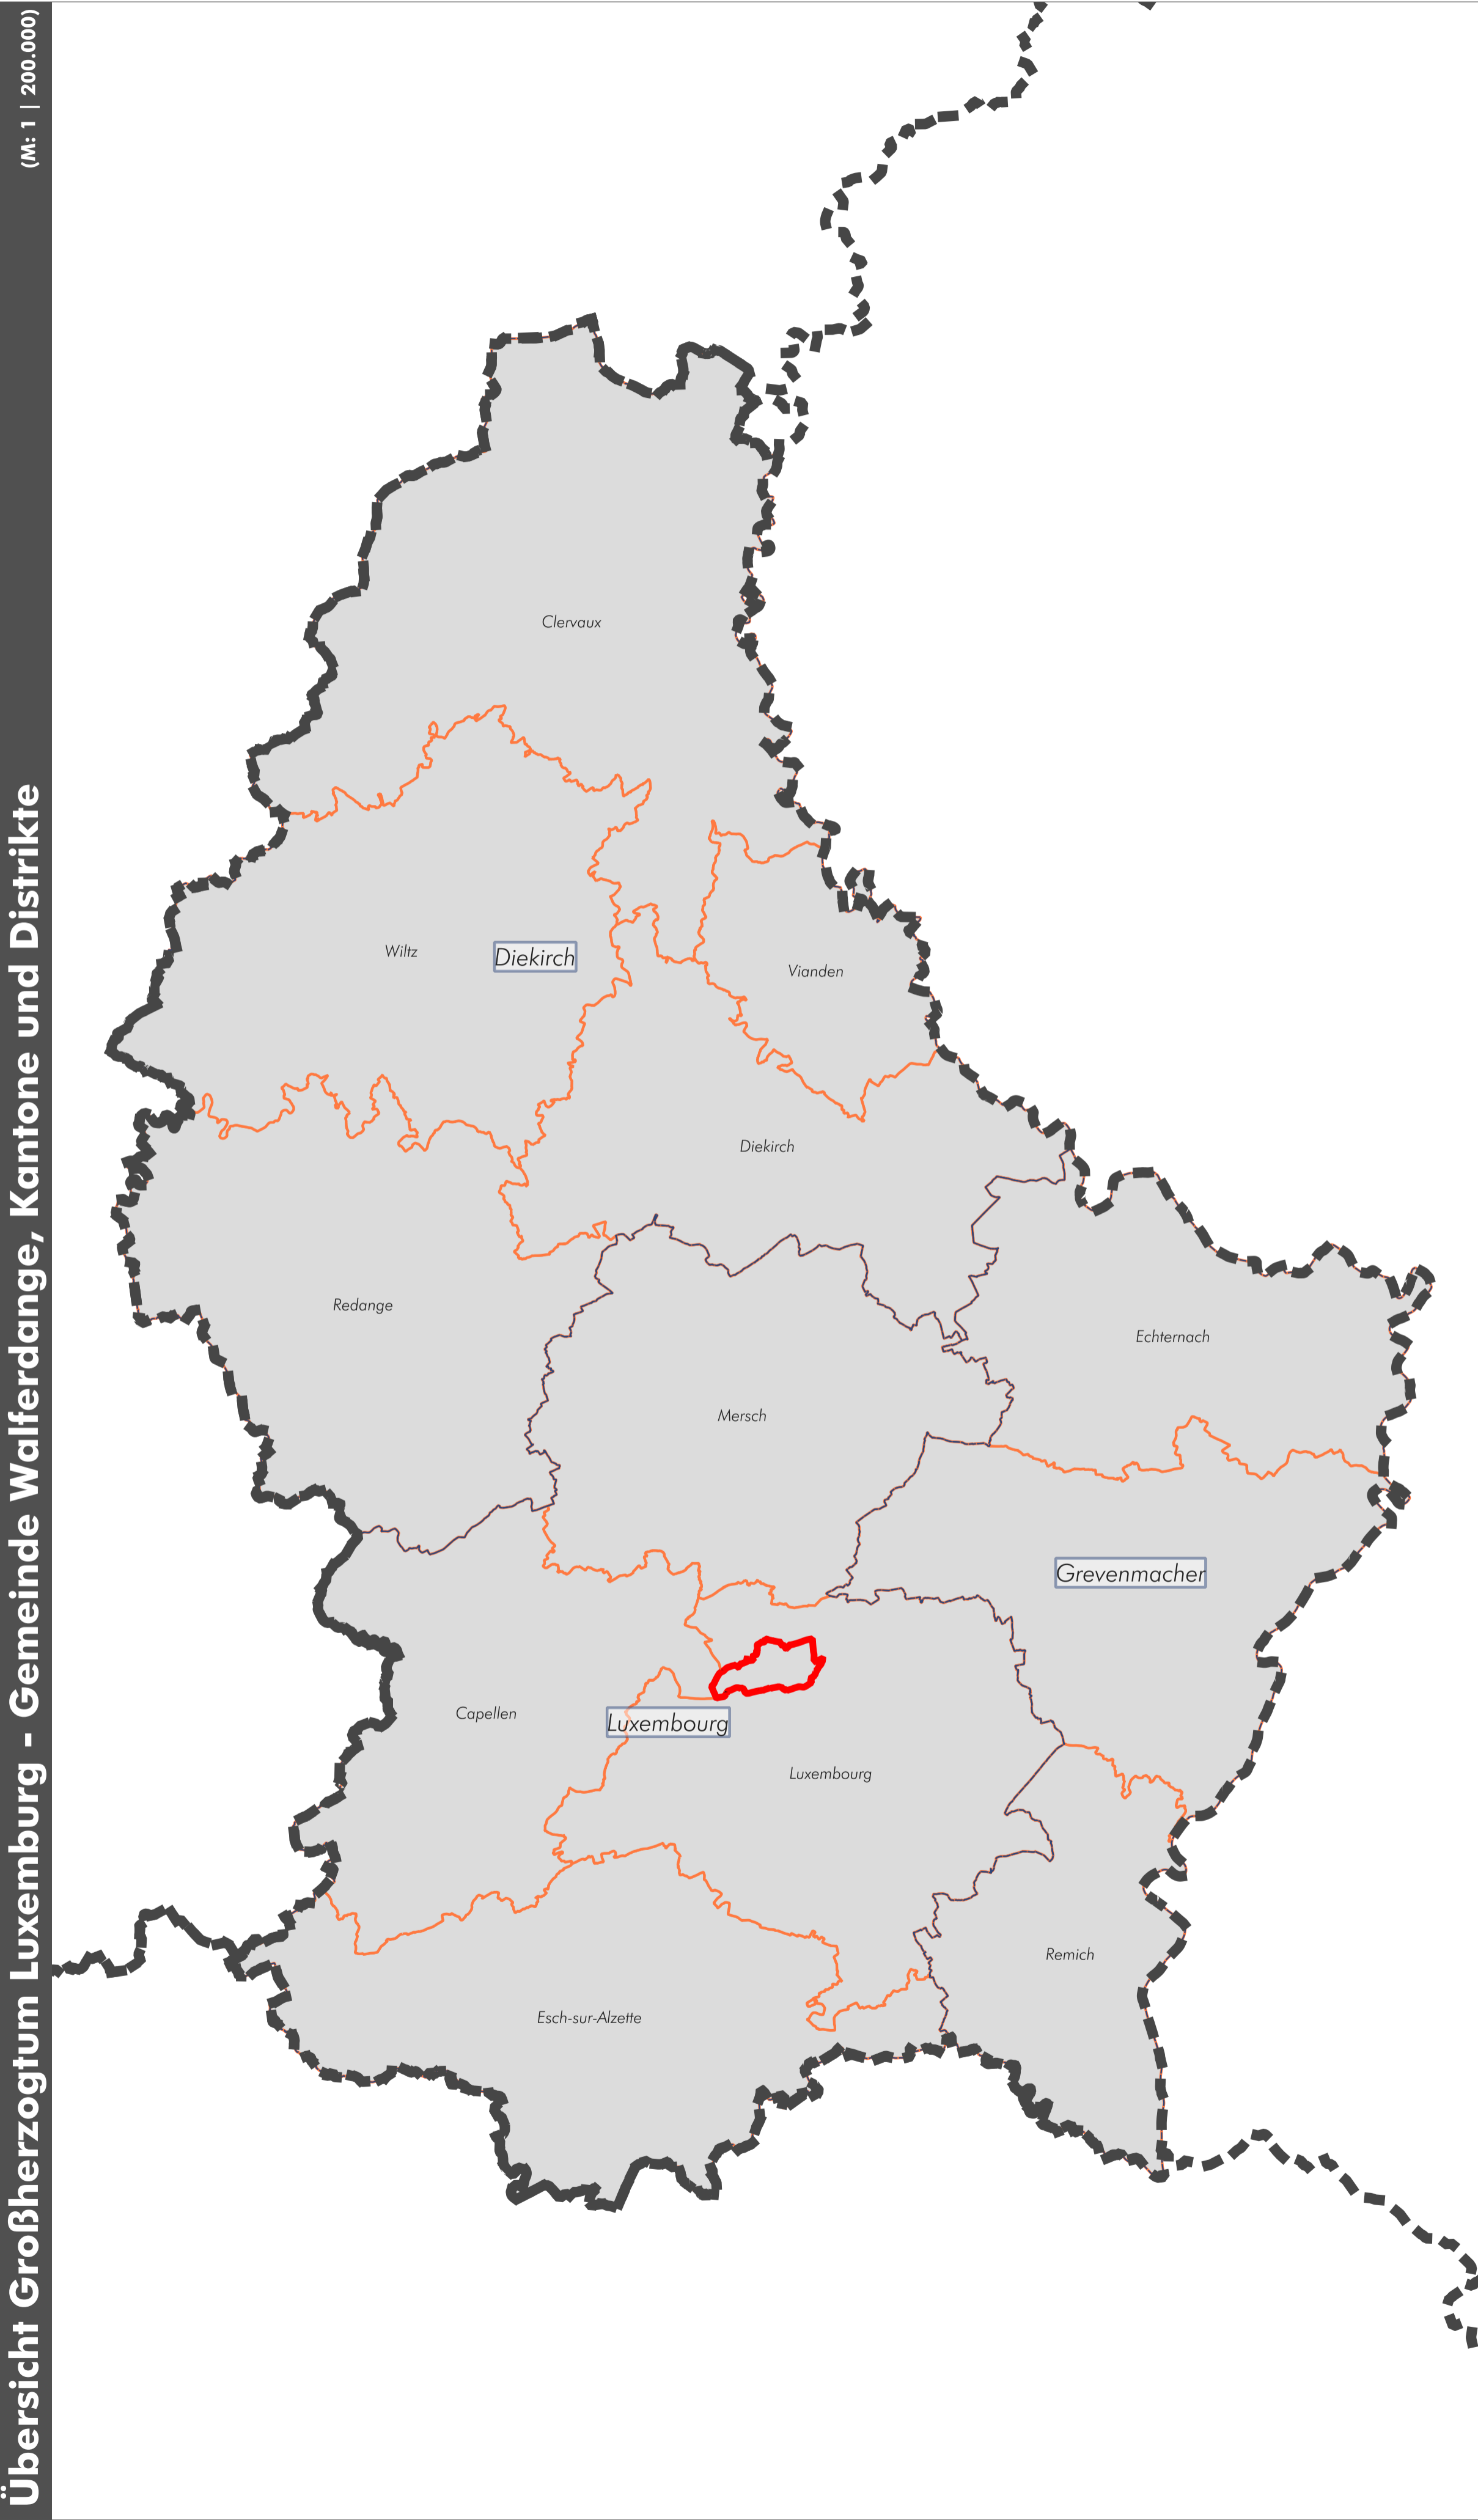 Übersicht Großherzogtum Luxemburg - Gemeinde Walferdange, Kantone und Distrikte
(M: 1 | 200.000)
Clervaux
Wiltz
Diekirch
Vianden
Diekirch
Redange
Echternach
Mersch
Grevenmacher
Capellen
Luxembourg
Luxembourg
Remich
Esch-sur-Alzette